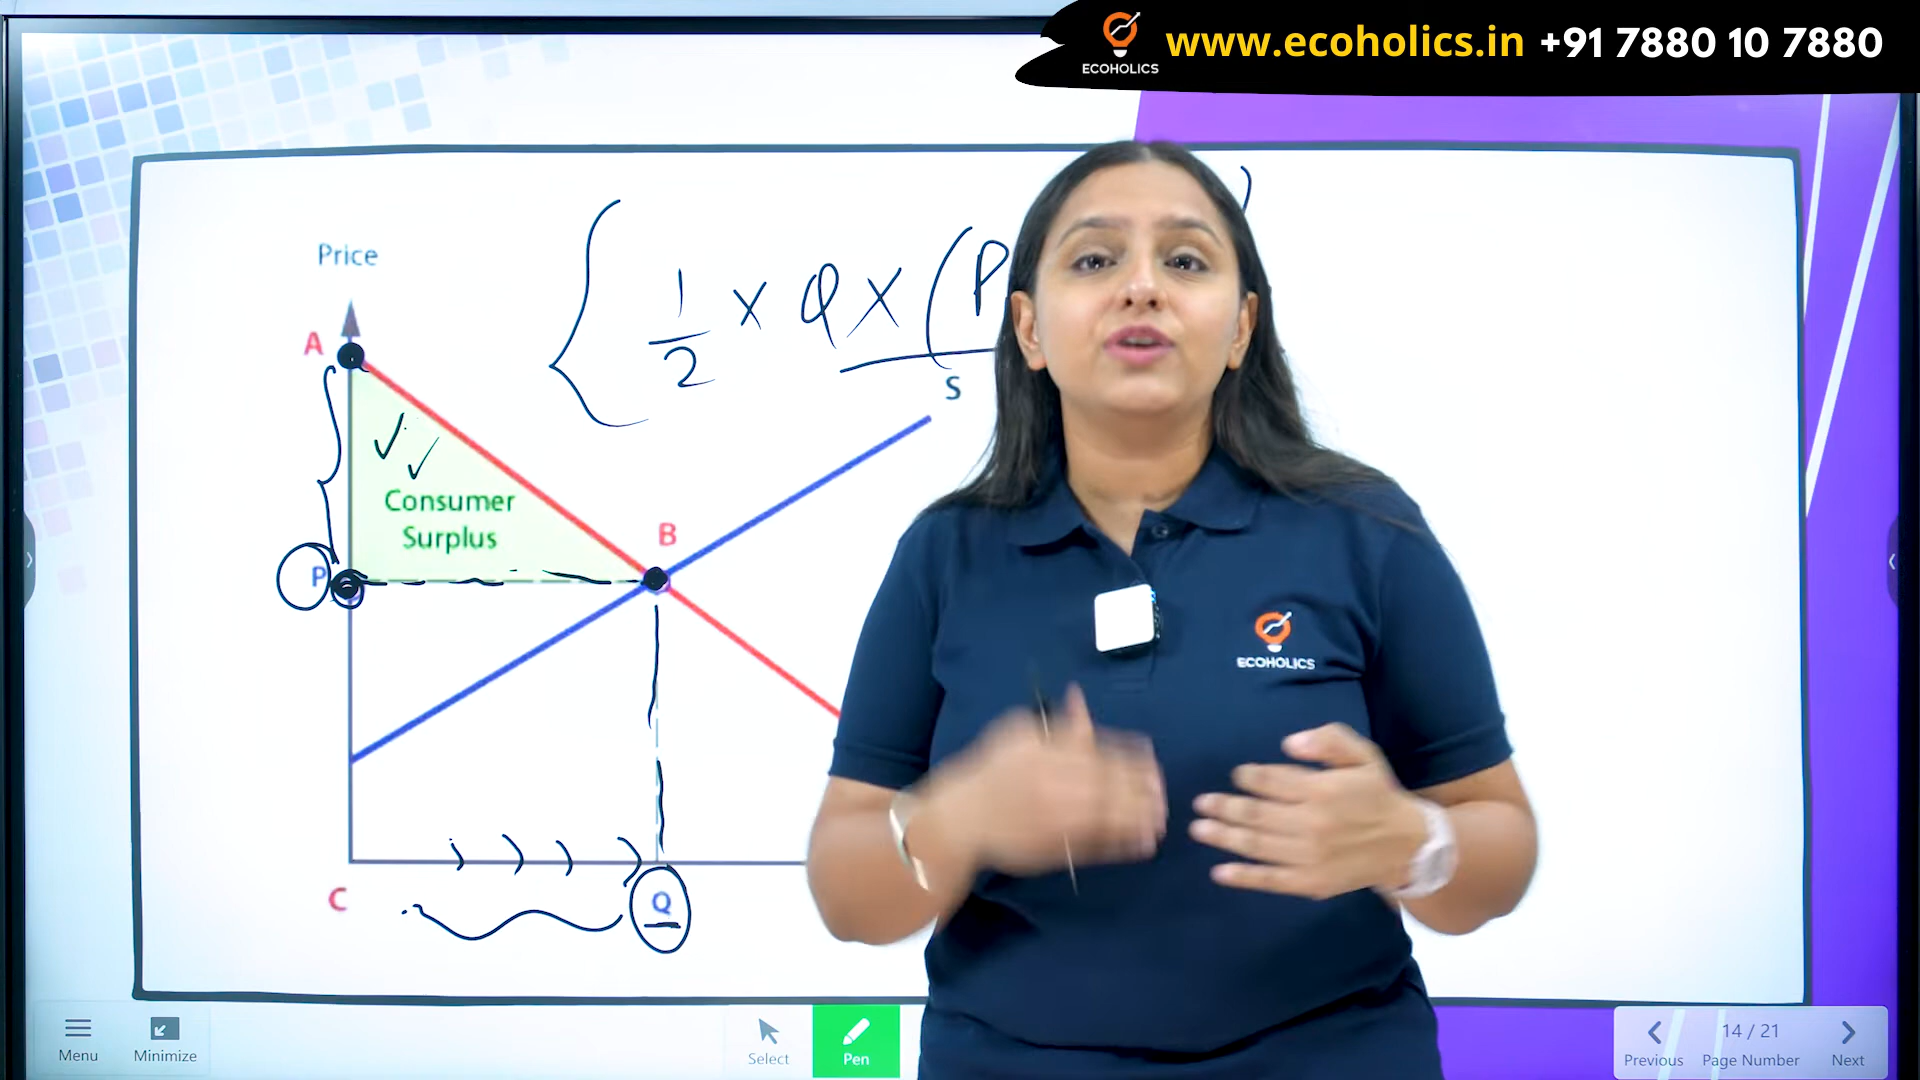 www.ecoholics.in +91 7880 10 7880
ECOHOLICS
Price
1/2 × Q × (P
A
S
Consumer
Surplus
B
P
ECOHOLICS
C
Q
Menu
Minimize
Select
Pen
14 / 21
Previous
Page Number
Next